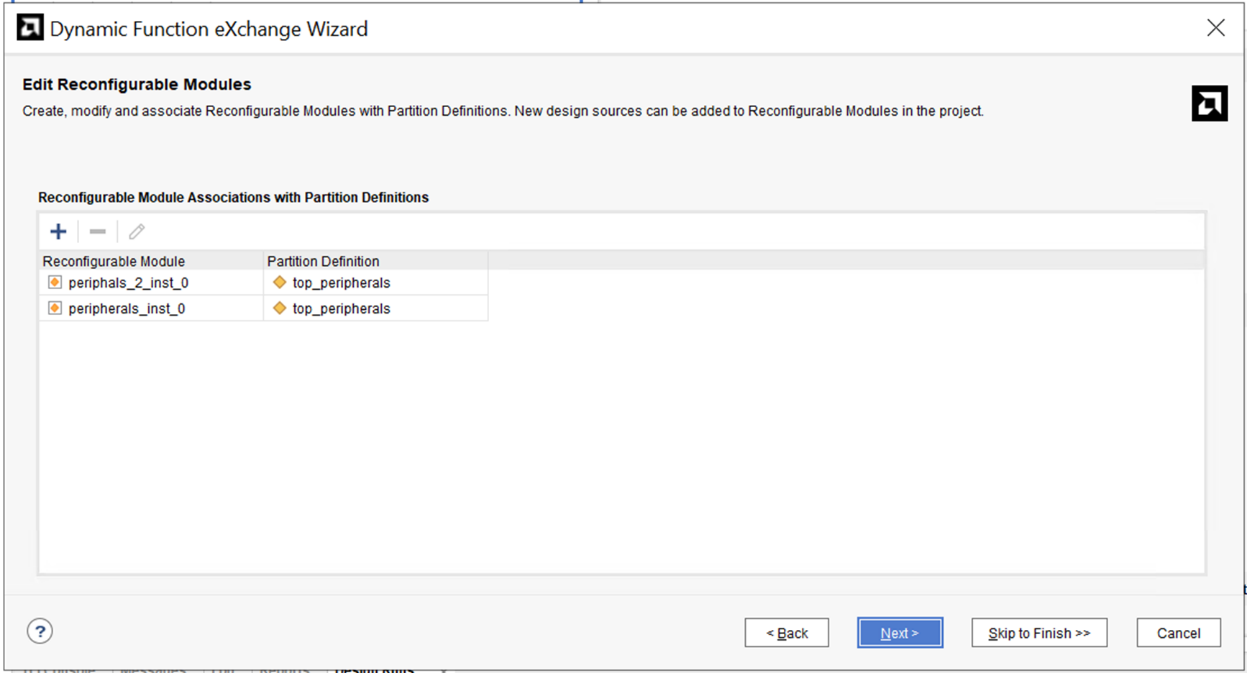 Dynamic Function eXchange Wizard
Edit Reconfigurable Modules
Create, modify and associate Reconfigurable Modules with Partition Definitions. New design sources can be added to Reconfigurable Modules in the project.
Reconfigurable Module Associations with Partition Definitions
Reconfigurable Module Partition Definition
periphals_2_inst_0 top_peripherals
peripherals_inst_0 top_peripherals
? < Back Next > Skip to Finish >> Cancel